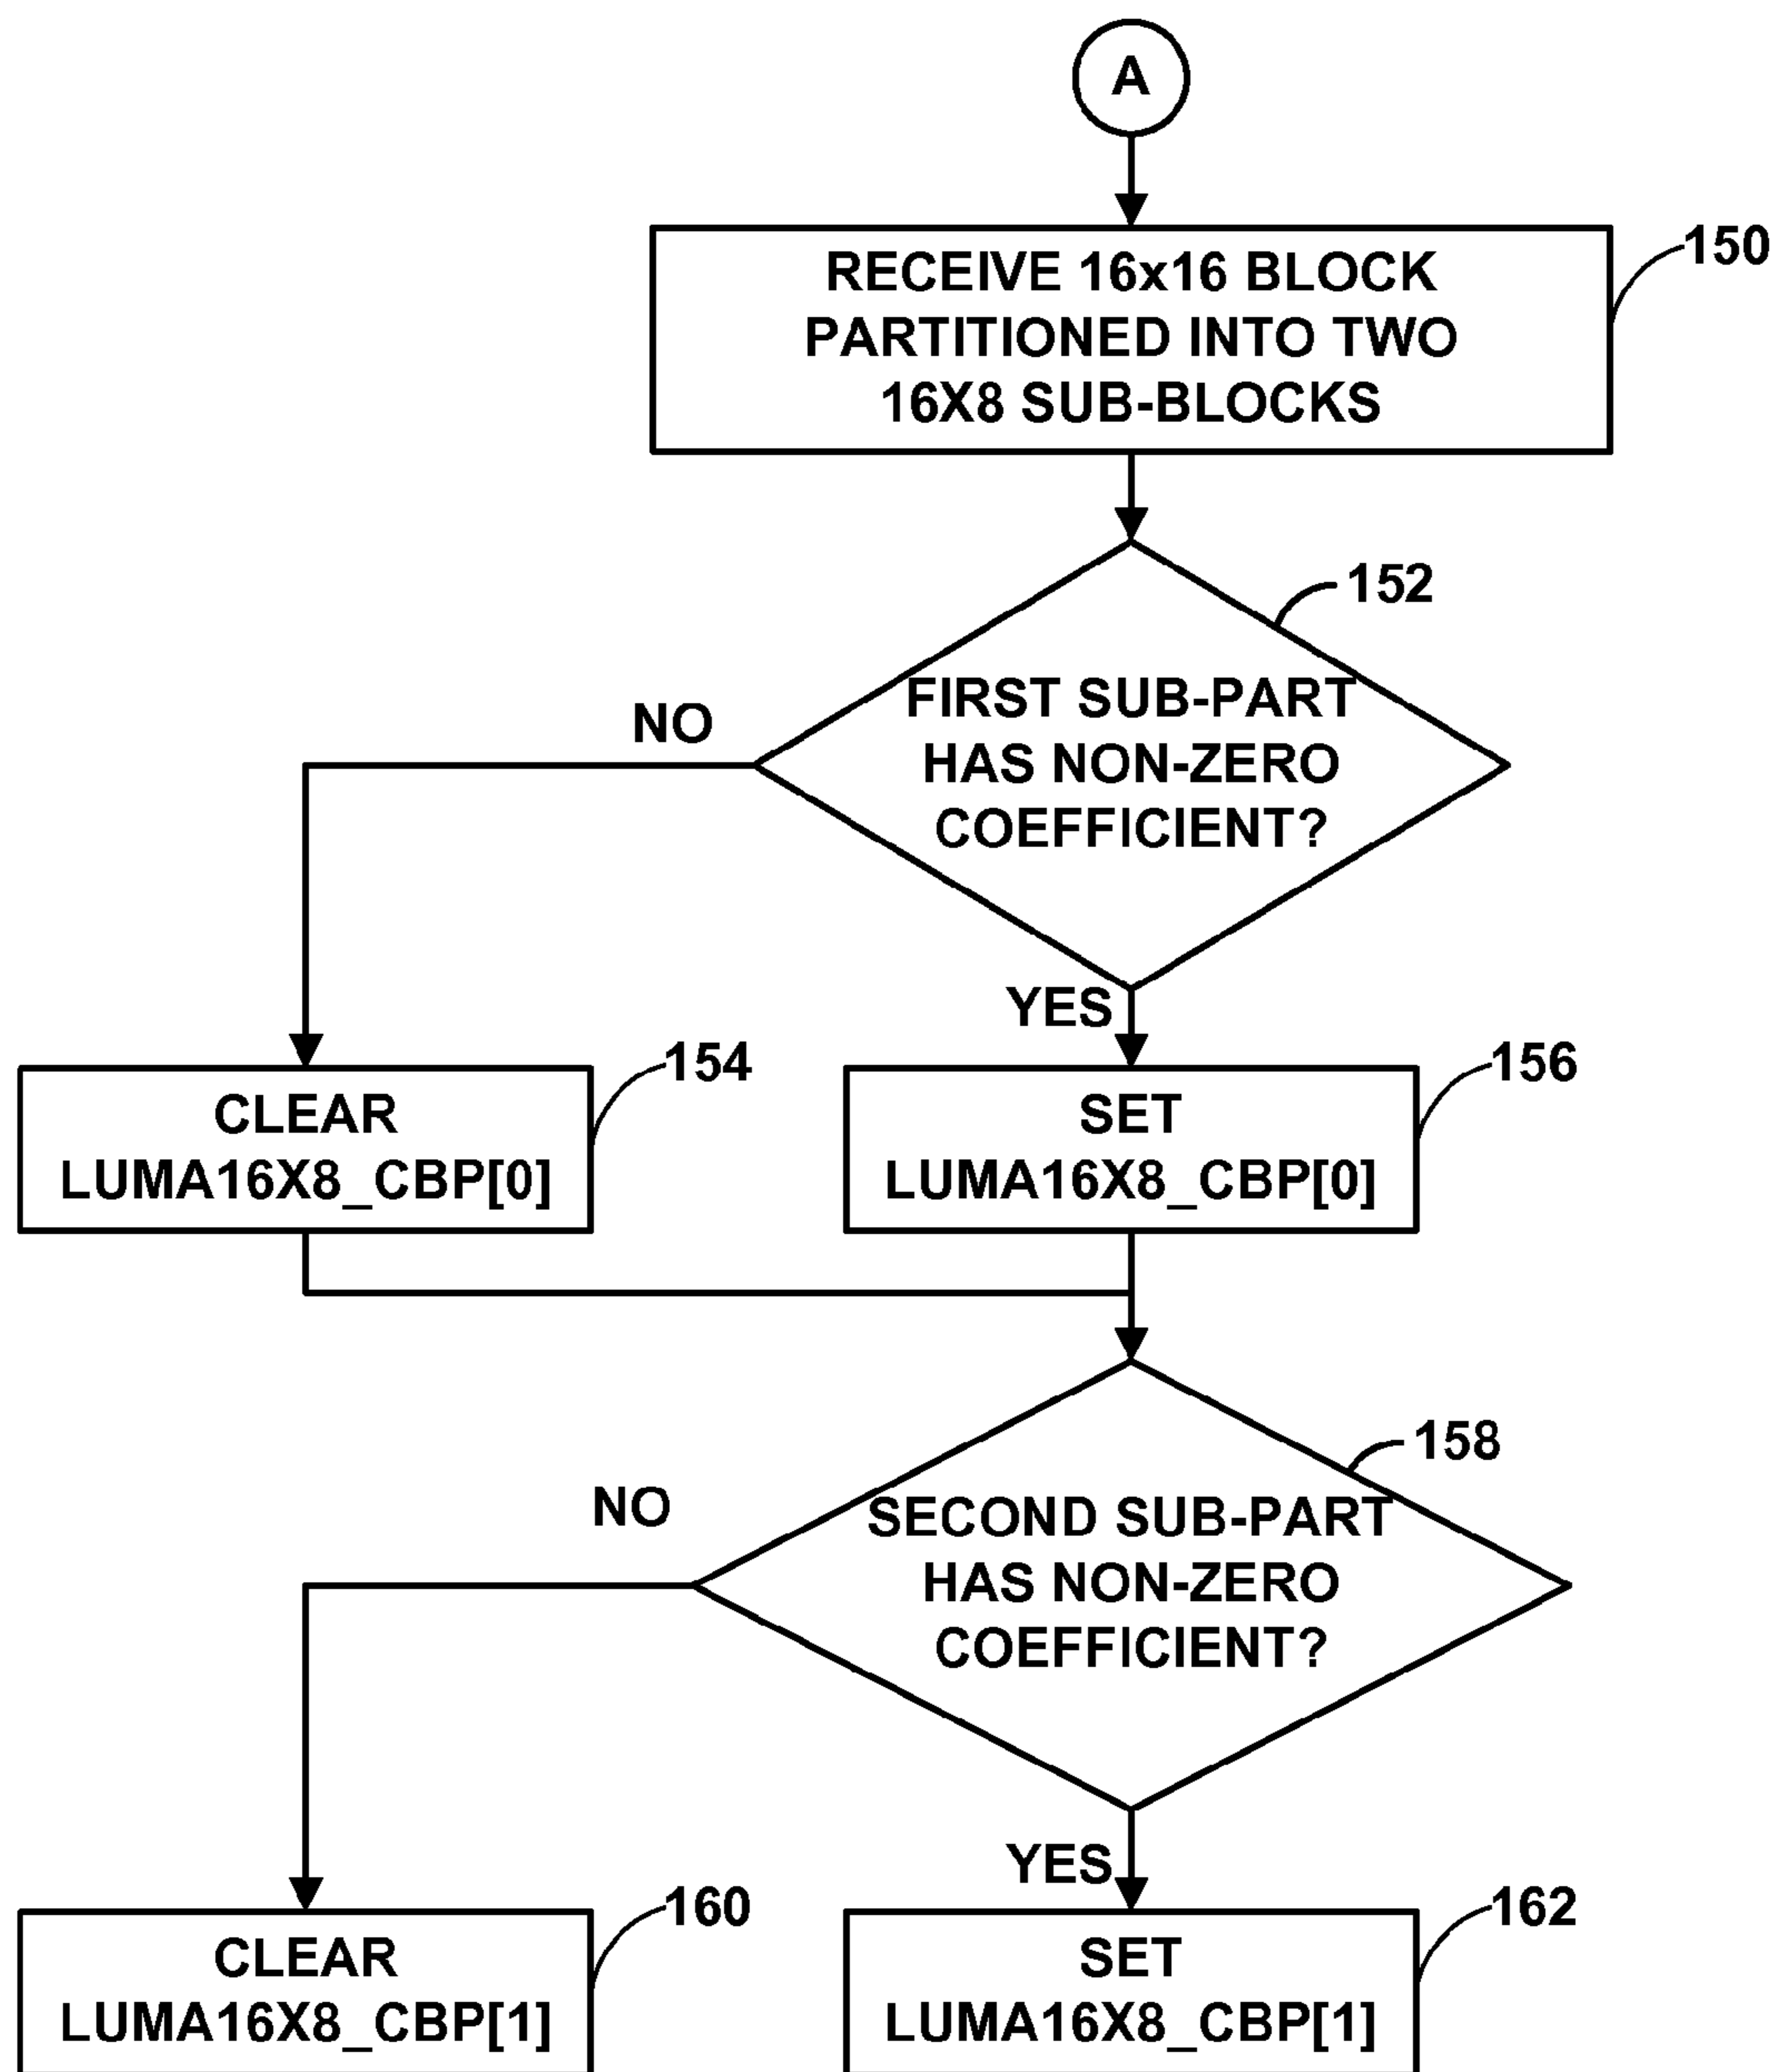 A
RECEIVE 16x16 BLOCK
PARTITIONED INTO TWO
16X8 SUB-BLOCKS
150
152
FIRST SUB-PART
HAS NON-ZERO
COEFFICIENT?
NO
YES
CLEAR
LUMA16X8_CBP[0]
154
SET
LUMA16X8_CBP[0]
156
158
SECOND SUB-PART
HAS NON-ZERO
COEFFICIENT?
NO
YES
CLEAR
LUMA16X8_CBP[1]
160
SET
LUMA16X8_CBP[1]
162